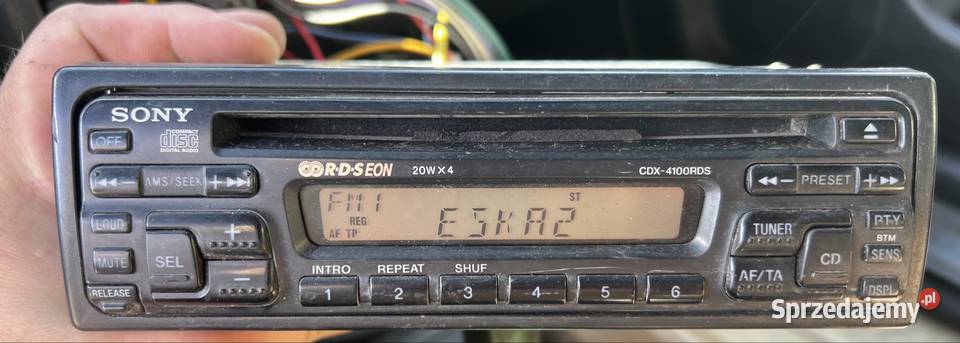 SONY
OFF
COMPACT
disc
DIGITAL AUDIO
R·D·S EON 20W×4 CDX-4100RDS
AMS/SEEK
PRESET
FM1 ST
REG
AF TP
ESKA2
LOUD
MUTE
RELEASE
SEL
TUNER
AF/TA
CD
PTY
BTM
SENS
DSPL
INTRO REPEAT SHUF
1 2 3 4 5 6
Sprzedajemy.pl